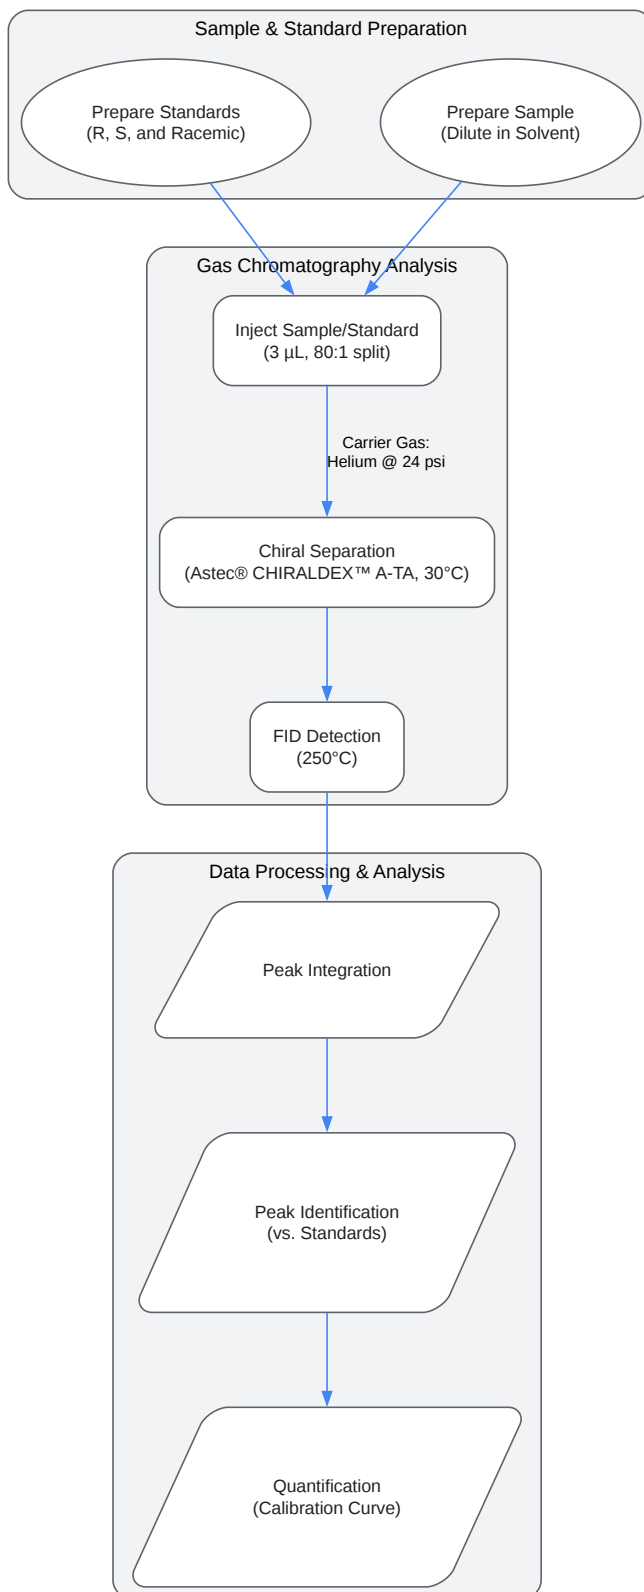 Sample & Standard Preparation
Prepare Standards
(R, S, and Racemic)
Prepare Sample
(Dilute in Solvent)
Gas Chromatography Analysis
Inject Sample/Standard
(3 µL, 80:1 split)
Carrier Gas:
Helium @ 24 psi
Chiral Separation
(Astec® CHIRALDEX™ A-TA, 30°C)
FID Detection
(250°C)
Data Processing & Analysis
Peak Integration
Peak Identification
(vs. Standards)
Quantification
(Calibration Curve)